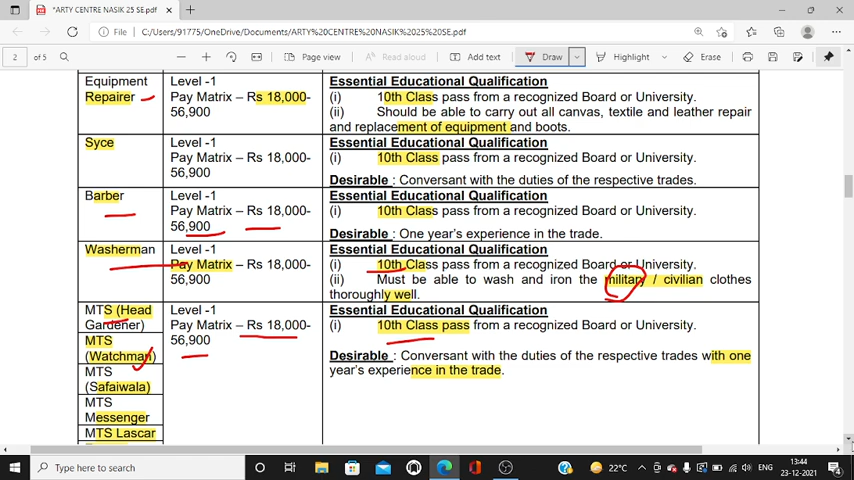 *ARTY CENTRE NASIK 25 SE.pdf
C:/Users/91775/OneDrive/Documents/ARTY%20CENTRE%20NASIK%2025%20SE.pdf
2 of 5
Page view
Read aloud
Add text
Draw
Highlight
Erase
Equipment Repairer
Level -1
Pay Matrix – Rs 18,000-
56,900
Essential Educational Qualification
(i) 10th Class pass from a recognized Board or University.
(ii) Should be able to carry out all canvas, textile and leather repair
and replacement of equipment and boots.
Syce
Level -1
Pay Matrix – Rs 18,000-
56,900
Essential Educational Qualification
(i) 10th Class pass from a recognized Board or University.
Desirable : Conversant with the duties of the respective trades.
Barber
Level -1
Pay Matrix – Rs 18,000-
56,900
Essential Educational Qualification
(i) 10th Class pass from a recognized Board or University.
Desirable : One year's experience in the trade.
Washerman
Level -1
Pay Matrix – Rs 18,000-
56,900
Essential Educational Qualification
(i) 10th Class pass from a recognized Board or University.
(ii) Must be able to wash and iron the military / civilian clothes
thoroughly well.
MTS (Head
Gardener)
MTS
(Watchman)
MTS
(Safaiwala)
MTS
Messenger
MTS Lascar
Level -1
Pay Matrix – Rs 18,000-
56,900
Essential Educational Qualification
(i) 10th Class pass from a recognized Board or University.
Desirable : Conversant with the duties of the respective trades with one
year's experience in the trade.
Type here to search
22°C
ENG
13:44
23-12-2021
4